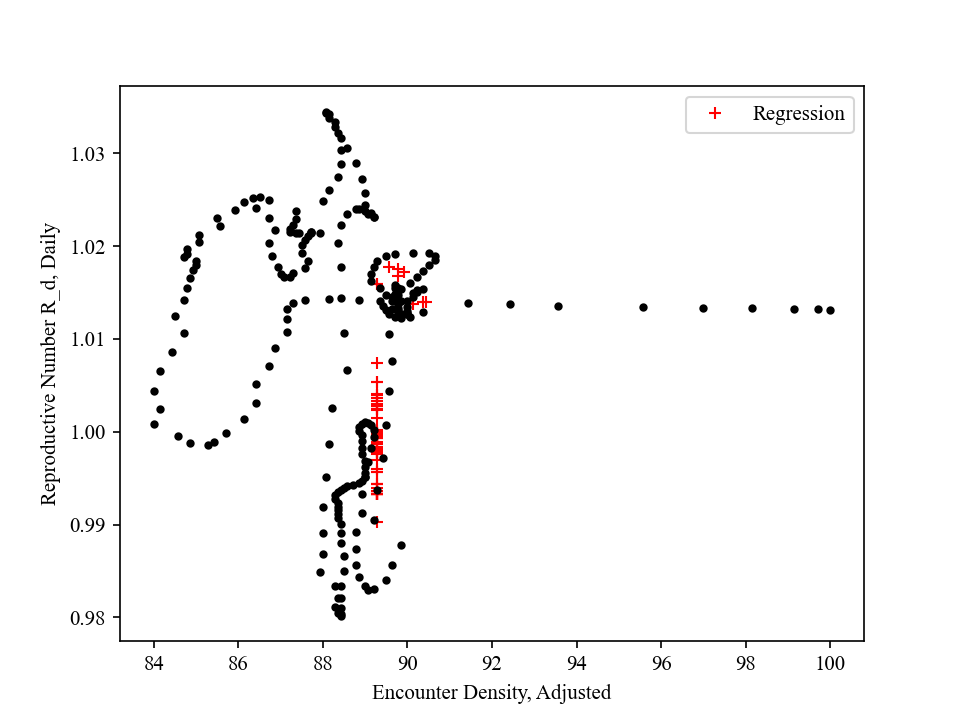 Regression
1.03
1.02
1.01
1.00
0.99
0.98
Reproductive Number R_d, Daily
84 86 88 90 92 94 96 98 100
Encounter Density, Adjusted